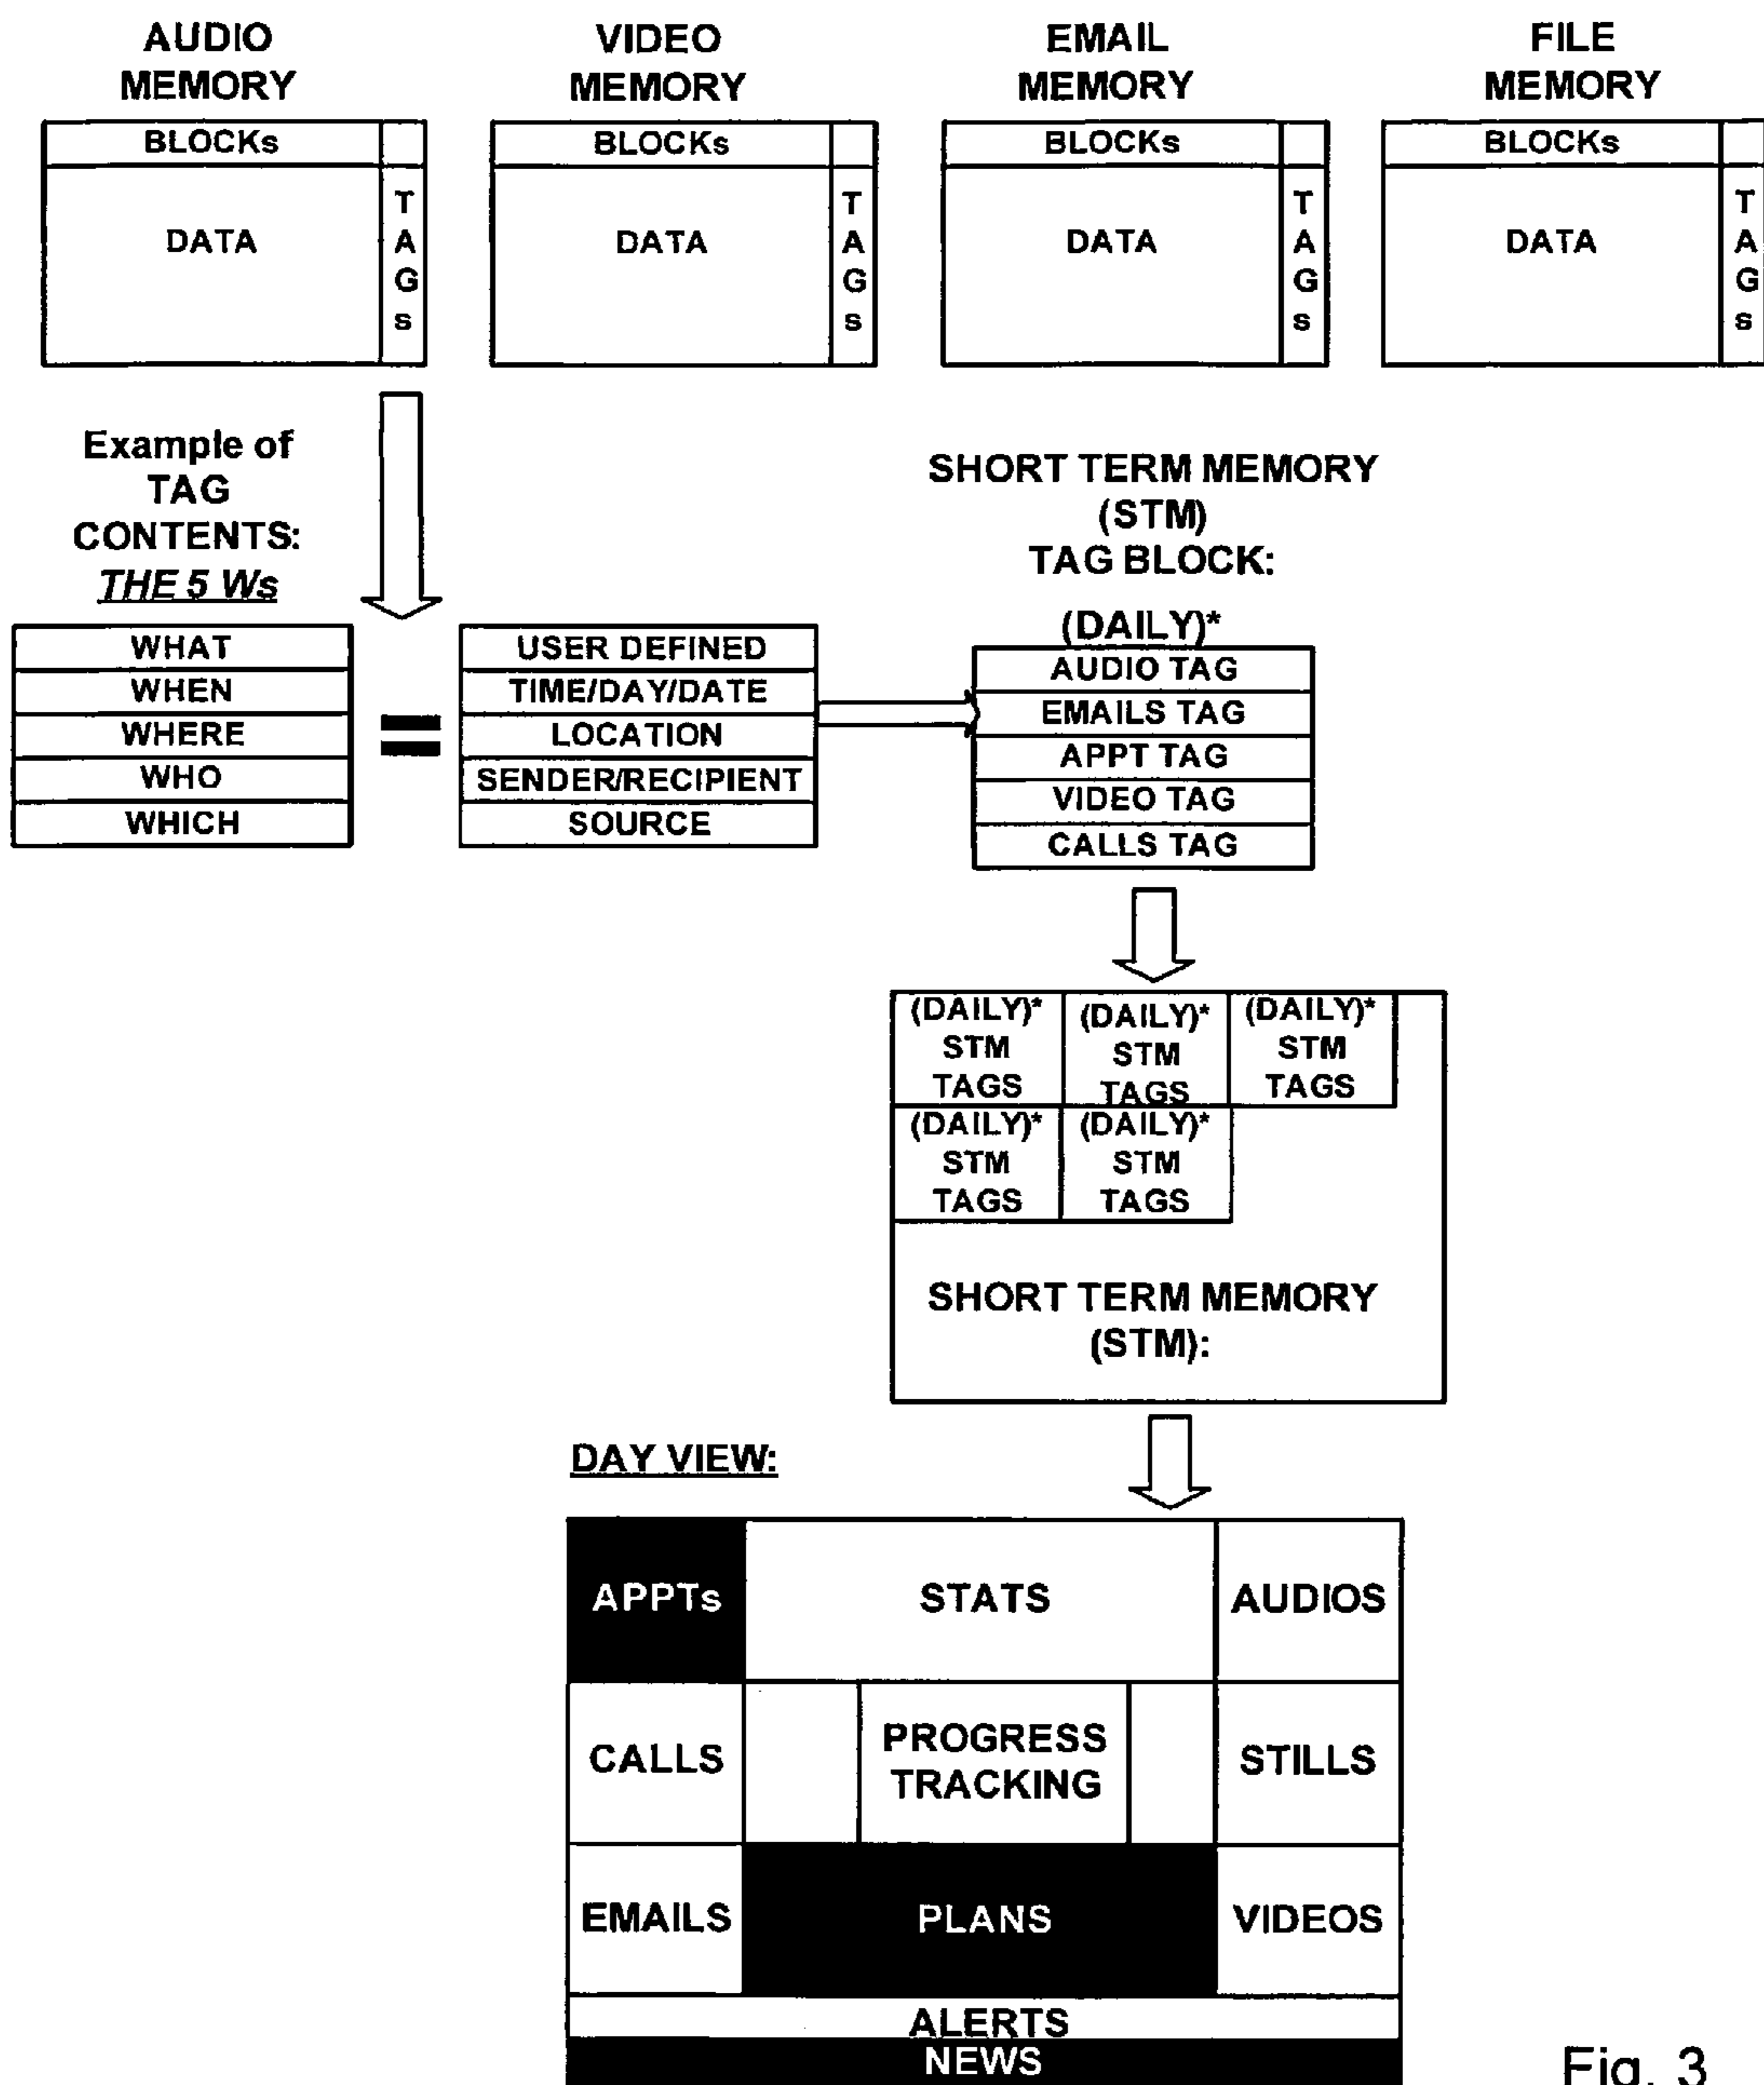 AUDIO
MEMORY
VIDEO
MEMORY
EMAIL
MEMORY
FILE
MEMORY
BLOCKs
DATA
TAGs
BLOCKs
DATA
TAGs
BLOCKs
DATA
TAGs
BLOCKs
DATA
TAGs
Example of
TAG
CONTENTS:
THE 5 Ws
WHAT
WHEN
WHERE
WHO
WHICH
=
USER DEFINED
TIME/DAY/DATE
LOCATION
SENDER/RECIPIENT
SOURCE
SHORT TERM MEMORY
(STM)
TAG BLOCK:
(DAILY)*
AUDIO TAG
EMAILS TAG
APPT TAG
VIDEO TAG
CALLS TAG
(DAILY)*
STM
TAGS
(DAILY)*
STM
TAGS
(DAILY)*
STM
TAGS
(DAILY)*
STM
TAGS
(DAILY)*
STM
TAGS
SHORT TERM MEMORY
(STM):
DAY VIEW:
APPTs
STATS
AUDIOS
CALLS
PROGRESS
TRACKING
STILLS
EMAILS
PLANS
VIDEOS
ALERTS
NEWS
Fig. 3